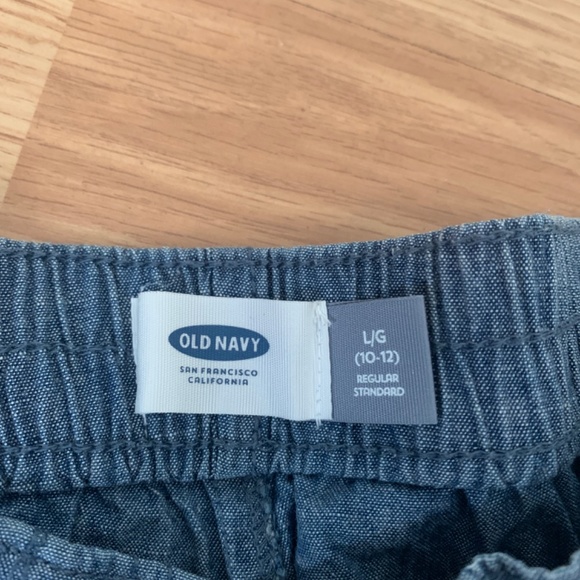 OLD NAVY
SAN FRANCISCO
CALIFORNIA
L/G
(10-12)
REGULAR
STANDARD